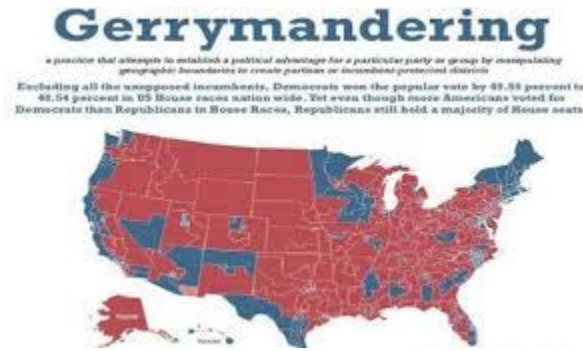 Gerrymandering
a practice that attempts to establish a political advantage for a particular party or group by manipulating
geographic boundaries to create partisan or incumbent-protected districts
Excluding all the unopposed incumbents, Democrats won the popular vote by percent to
48.54 percent in US House races nation wide. Yet even though more Americans voted for
Democrats than Republicans in House Races, Republicans still hold a majority of House seats